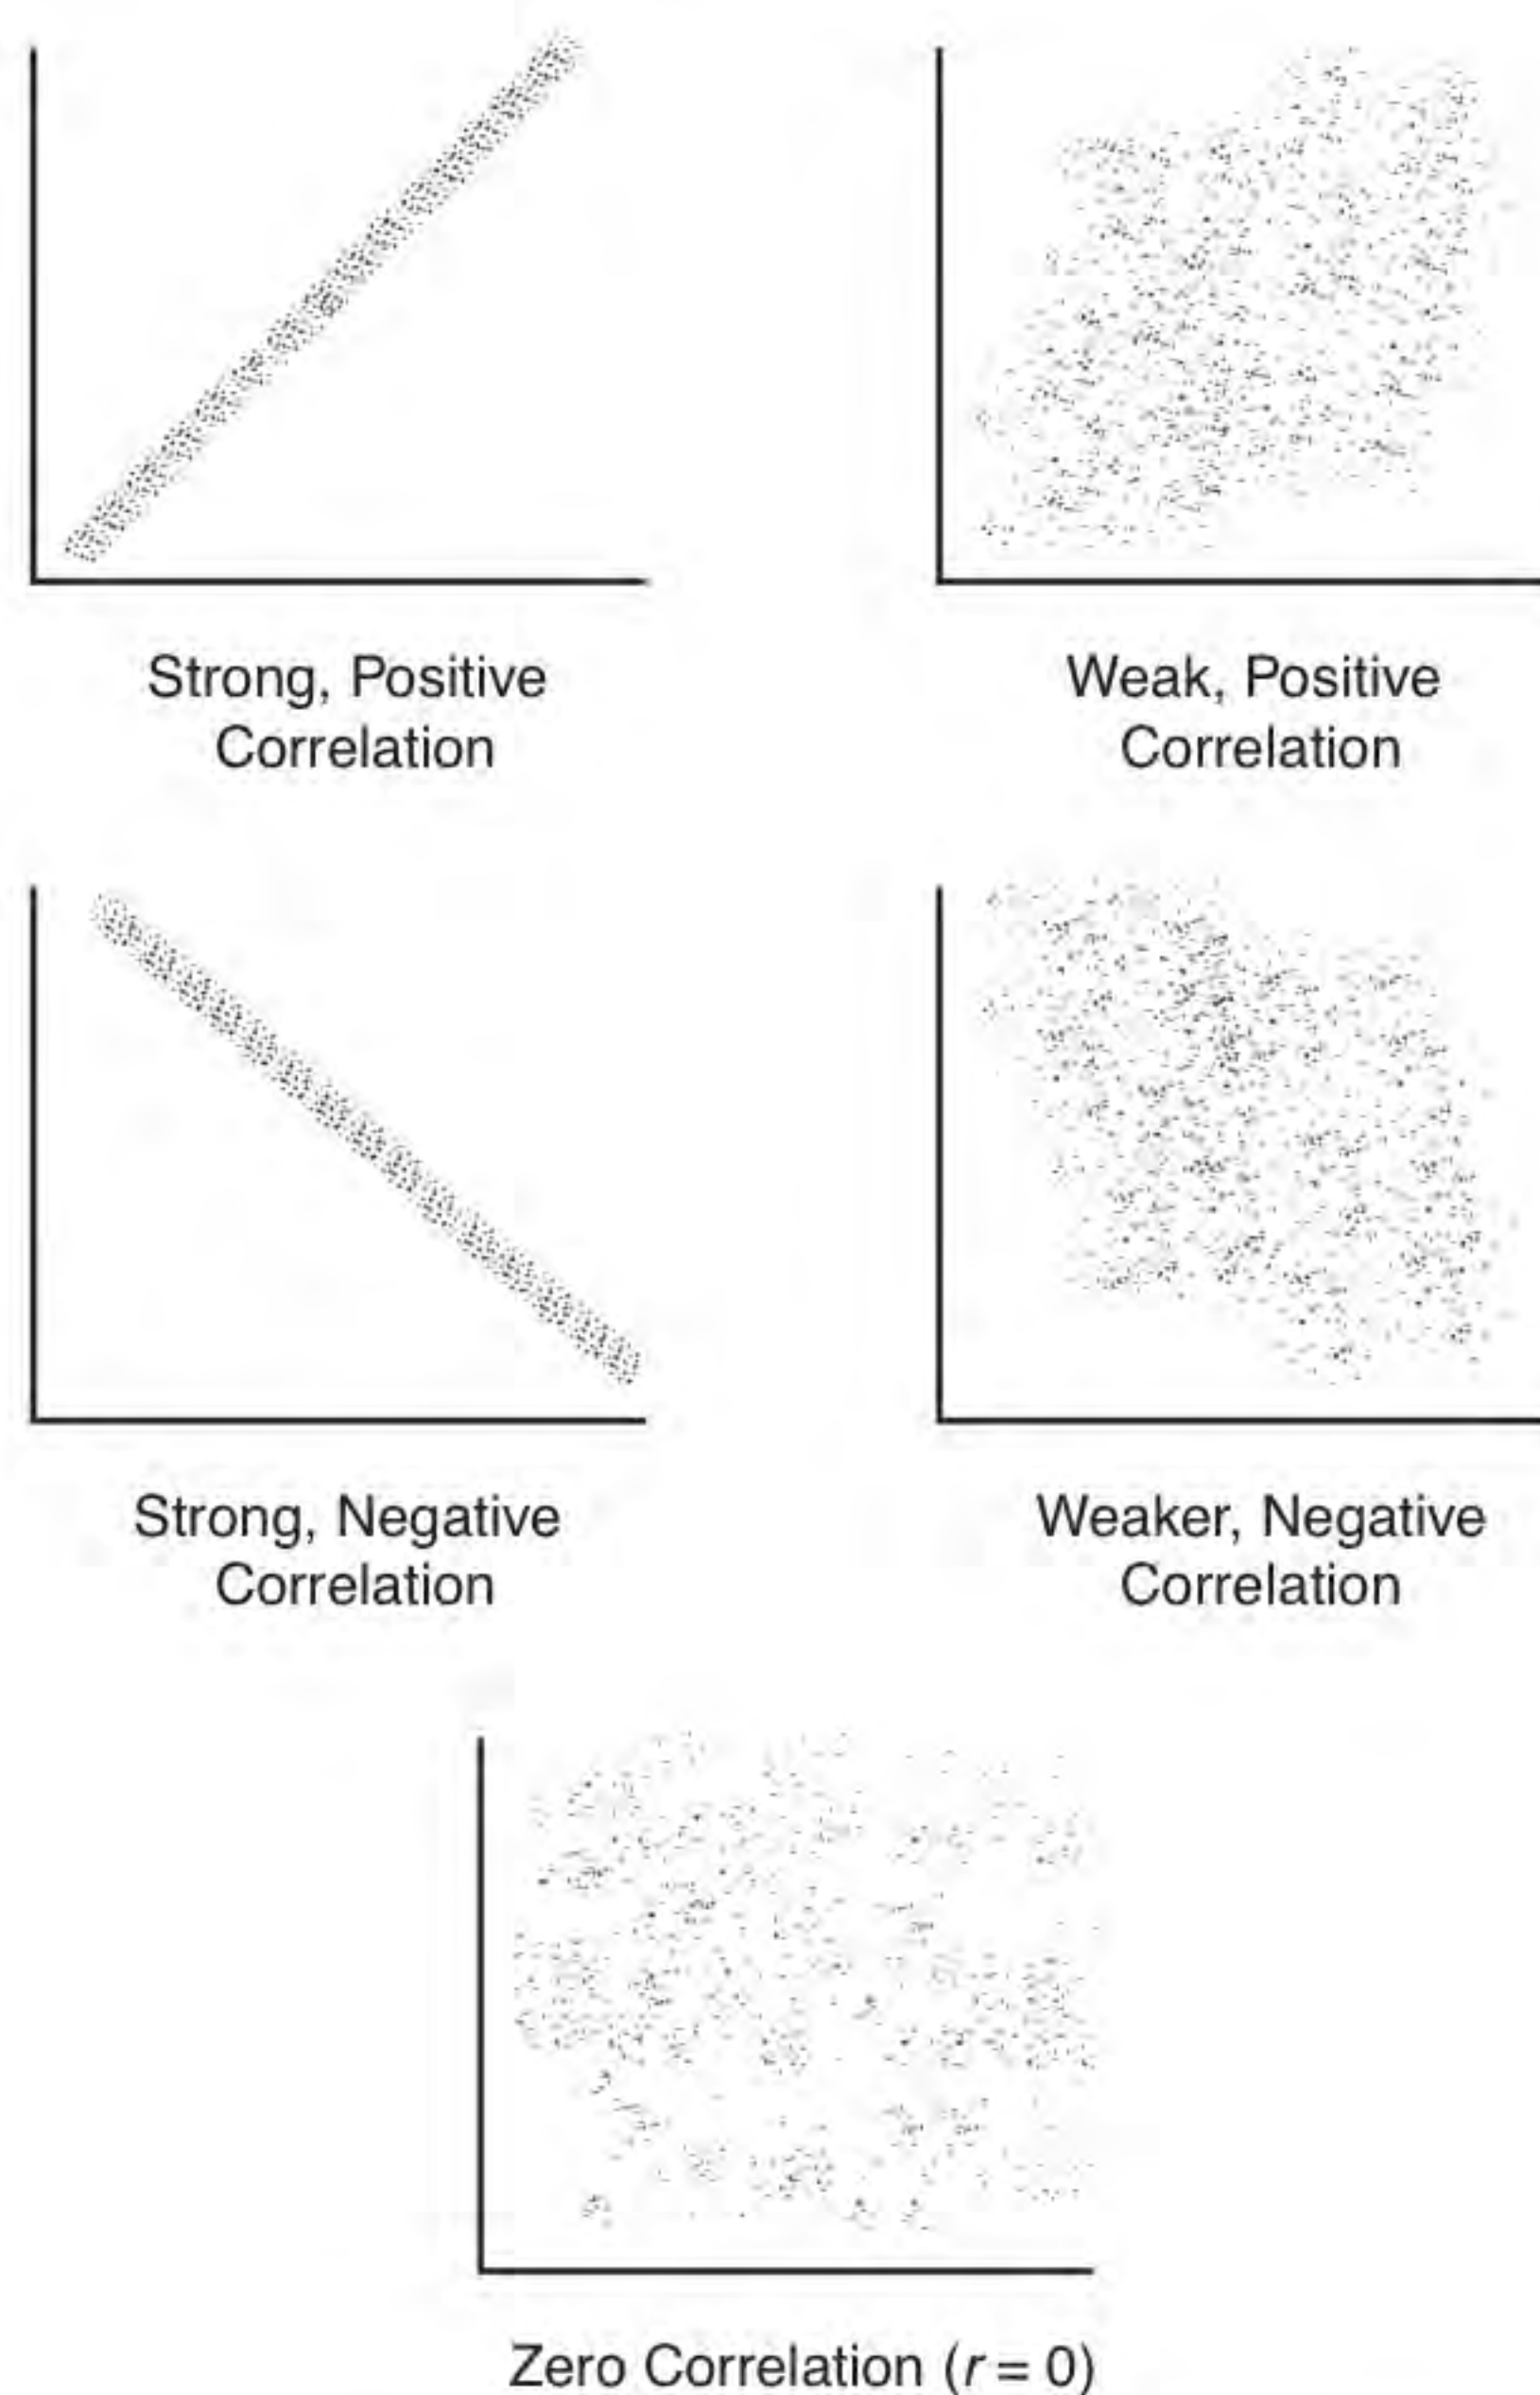 Strong, Positive
Correlation
Weak, Positive
Correlation
Strong, Negative
Correlation
Weaker, Negative
Correlation
Zero Correlation (r = 0)